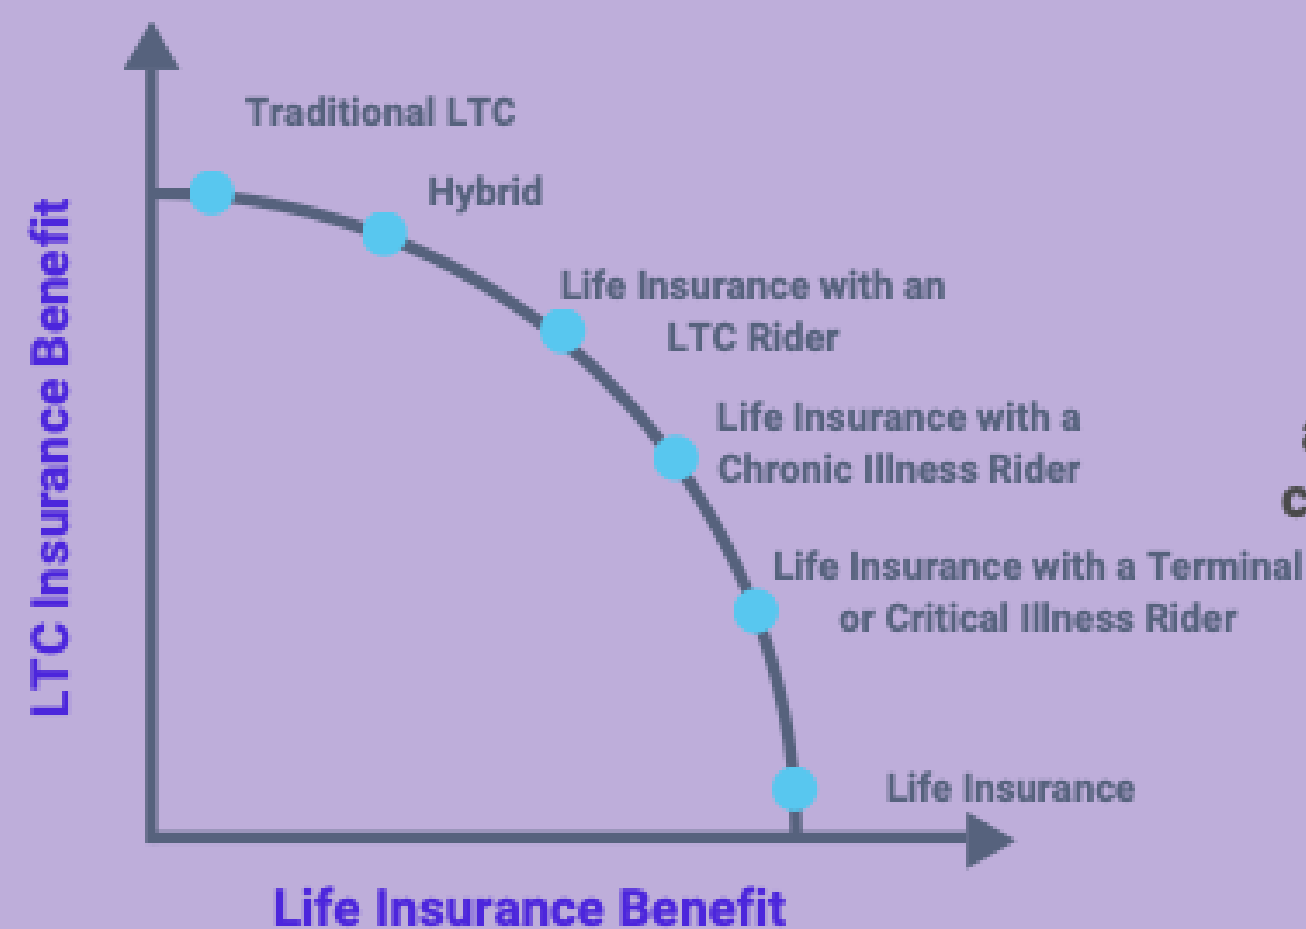 Traditional LTC
Hybrid
Life Insurance with an
LTC Rider
Life Insurance with a
Chronic Illness Rider
Life Insurance with a Terminal
or Critical Illness Rider
Life Insurance
LTC Insurance Benefit
Life Insurance Benefit